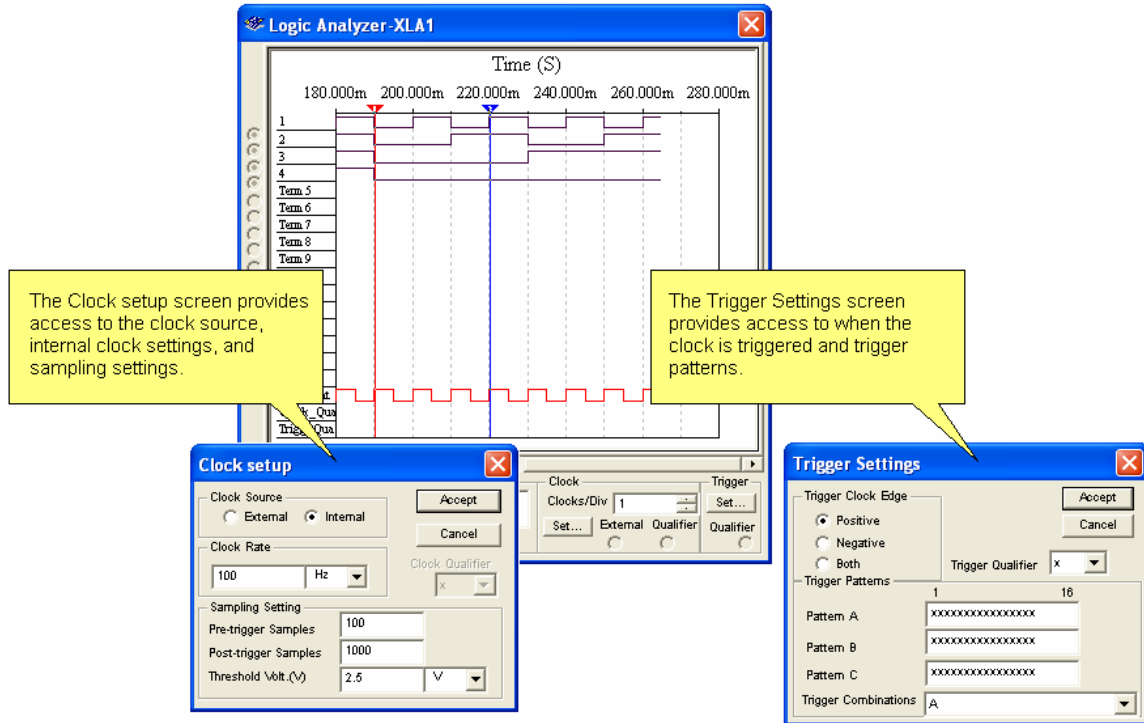 Logic Analyzer-XLA1
Time (S)
180.000m 200.000m 220.000m 240.000m 260.000m 280.000m
1
2
3
4
Term 5
Term 6
Term 7
Term 8
Term 9
The Clock setup screen provides
access to the clock source,
internal clock settings, and
sampling settings.
The Trigger Settings screen
provides access to when the
clock is triggered and trigger
patterns.
Clock
Clocks/Div 1
Set... External Qualifier
Trigger
Set...
Qualifier
Clock setup
Clock Source
External Internal
Accept
Cancel
Clock Rate
100 Hz
Clock Qualifier
x
Sampling Setting
Pre-trigger Samples 100
Post-trigger Samples 1000
Threshold Volt.(V) 2.5 V
Trigger Settings
Trigger Clock Edge
Positive
Negative
Both
Accept
Cancel
Trigger Qualifier x
Trigger Patterns
1 16
Pattern A xxxxxxxxxxxxxxxx
Pattern B xxxxxxxxxxxxxxxx
Pattern C xxxxxxxxxxxxxxxx
Trigger Combinations A